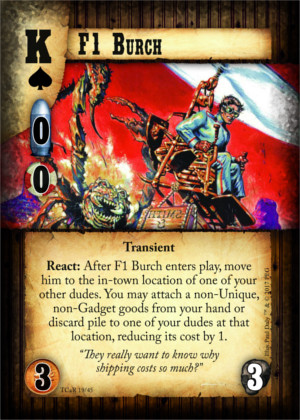 K
F1 BURCH
0
0
Transient
React: After F1 Burch enters play, move
him to the in-town location of one of your
other dudes. You may attach a non-Unique,
non-Gadget goods from your hand or
discard pile to one of your dudes at that
location, reducing its cost by 1.
“They really want to know why
shipping costs so much?”
3
3